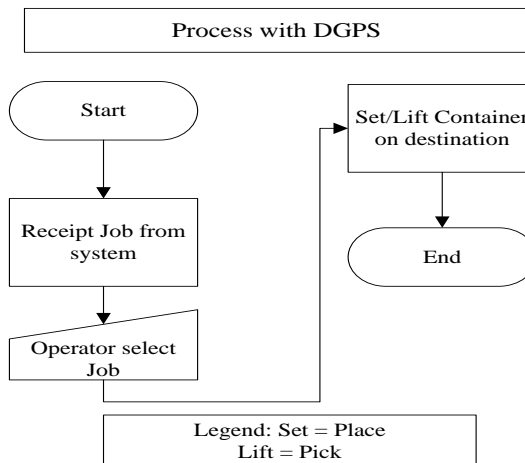 Process with DGPS
Start
Receipt Job from
system
Operator select
Job
Set/Lift Container
on destination
End
Legend: Set = Place
Lift = Pick